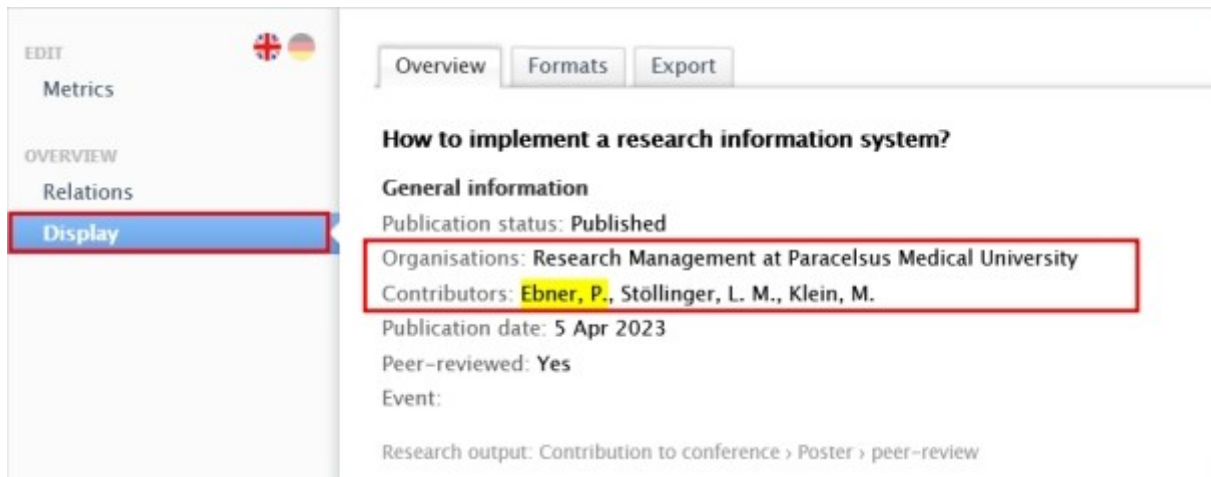 EDIT
Metrics
OVERVIEW
Relations
Display
Overview Formats Export
How to implement a research information system?
General information
Publication status: Published
Organisations: Research Management at Paracelsus Medical University
Contributors: Ebner, P., Stöllinger, L. M., Klein, M.
Publication date: 5 Apr 2023
Peer-reviewed: Yes
Event:
Research output: Contribution to conference › Poster › peer-review